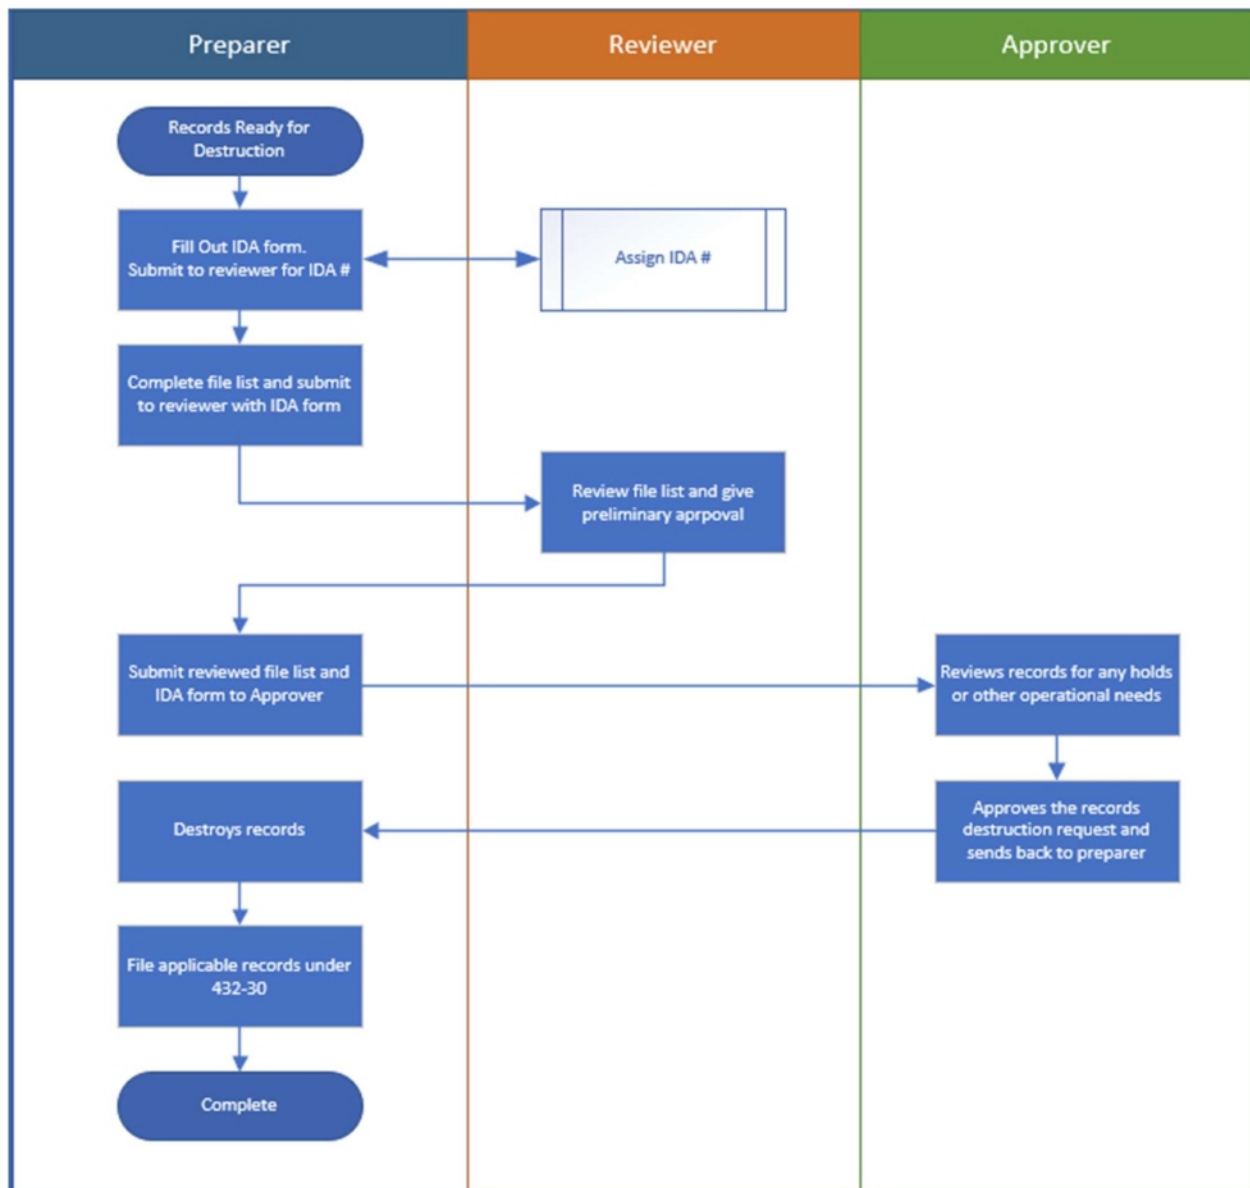 Preparer
Reviewer
Approver
Records Ready for
Destruction
Fill Out IDA form.
Submit to reviewer for IDA #
Assign IDA #
Complete file list and submit
to reviewer with IDA form
Review file list and give
preliminary aprpoval
Submit reviewed file list and
IDA form to Approver
Reviews records for any holds
or other operational needs
Approves the records
destruction request and
sends back to preparer
Destroys records
File applicable records under
432-30
Complete